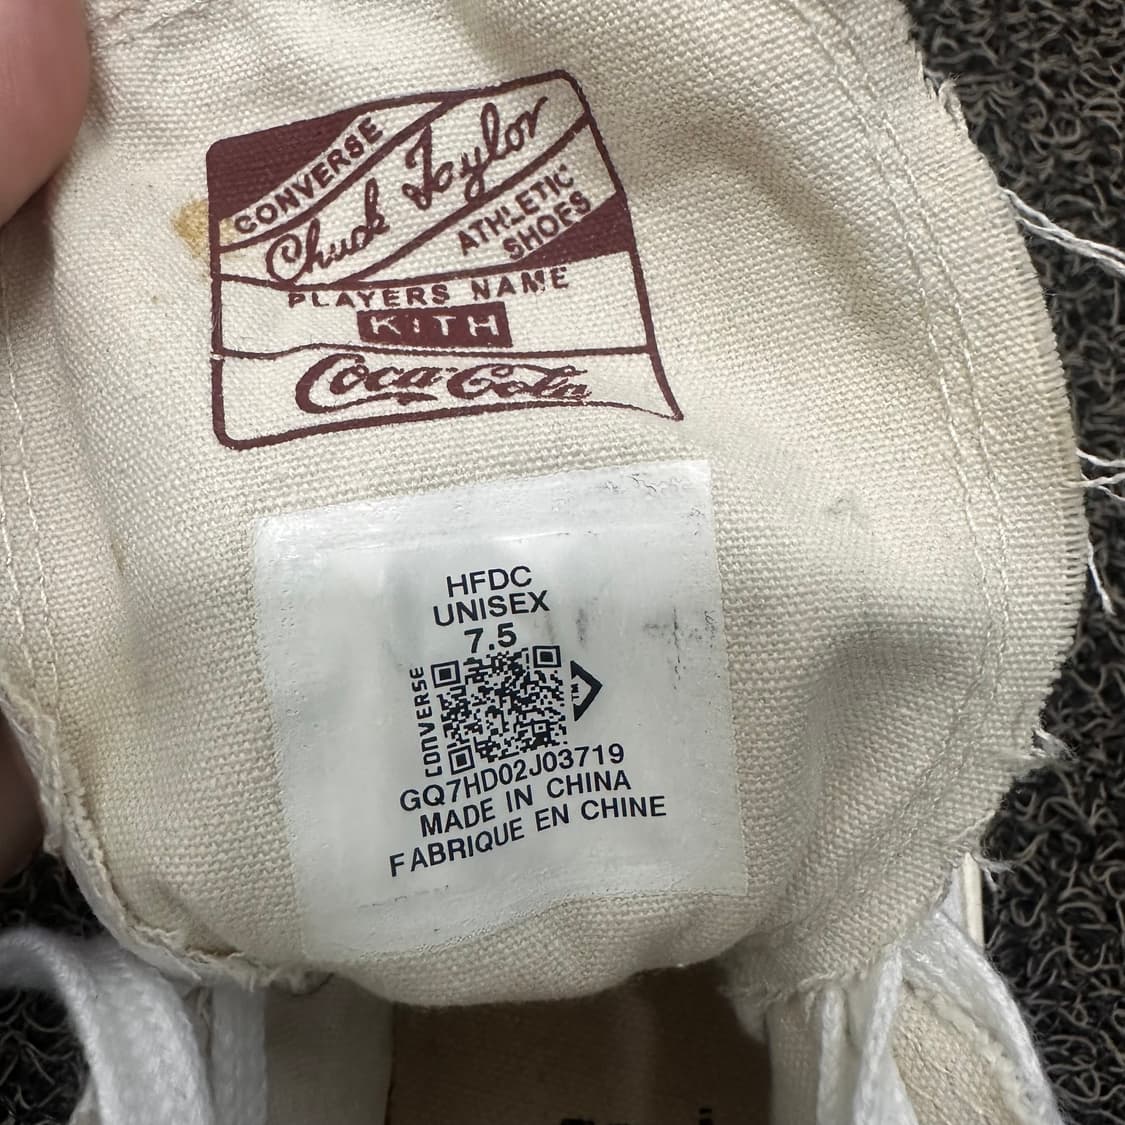 CONVERSE
Chuck Taylor
ATHLETIC
SHOES
PLAYERS NAME
KITH
Coca-Cola
HFDC
UNISEX
7.5
CONVERSE
TM
GQ7HD02J03719
MADE IN CHINA
FABRIQUE EN CHINE